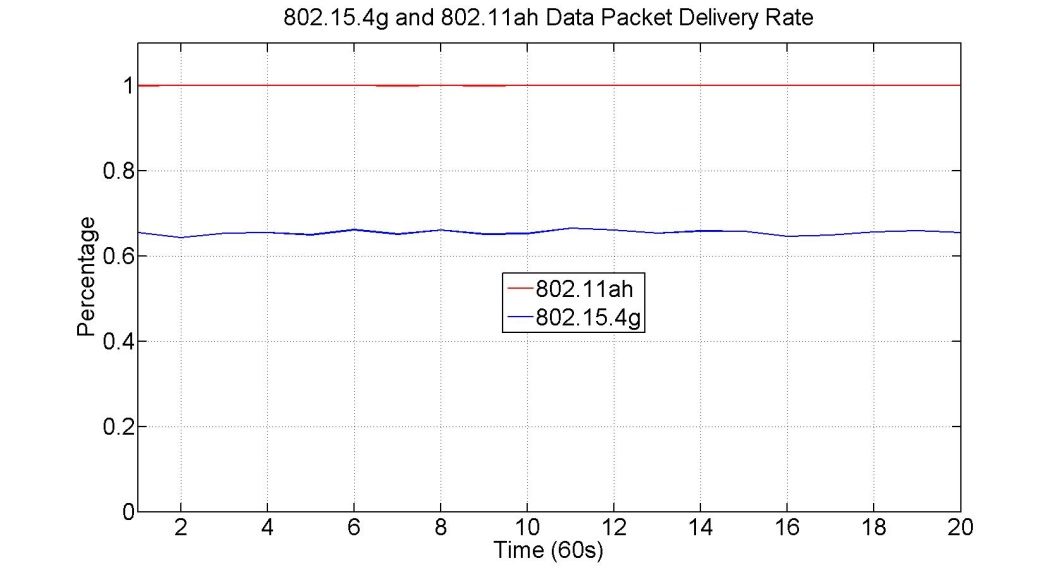 802.15.4g and 802.11ah Data Packet Delivery Rate
1
0.8
0.6
0.4
0.2
0
Percentage
802.11ah
802.15.4g
2 4 6 8 10 12 14 16 18 20
Time (60s)